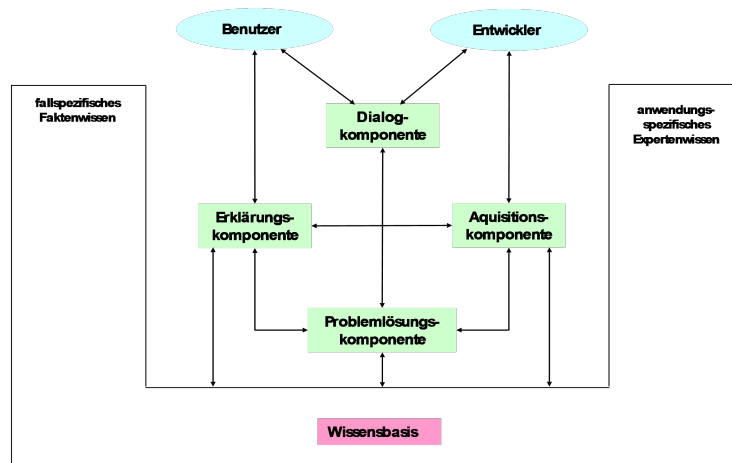 Benutzer
Entwickler
fallspezifisches
Faktenwissen
Dialog-
komponente
anwendungs-
spezifisches
Expertenwissen
Erklärungs-
komponente
Aquisitions-
komponente
Problemlösungs-
komponente
Wissensbasis